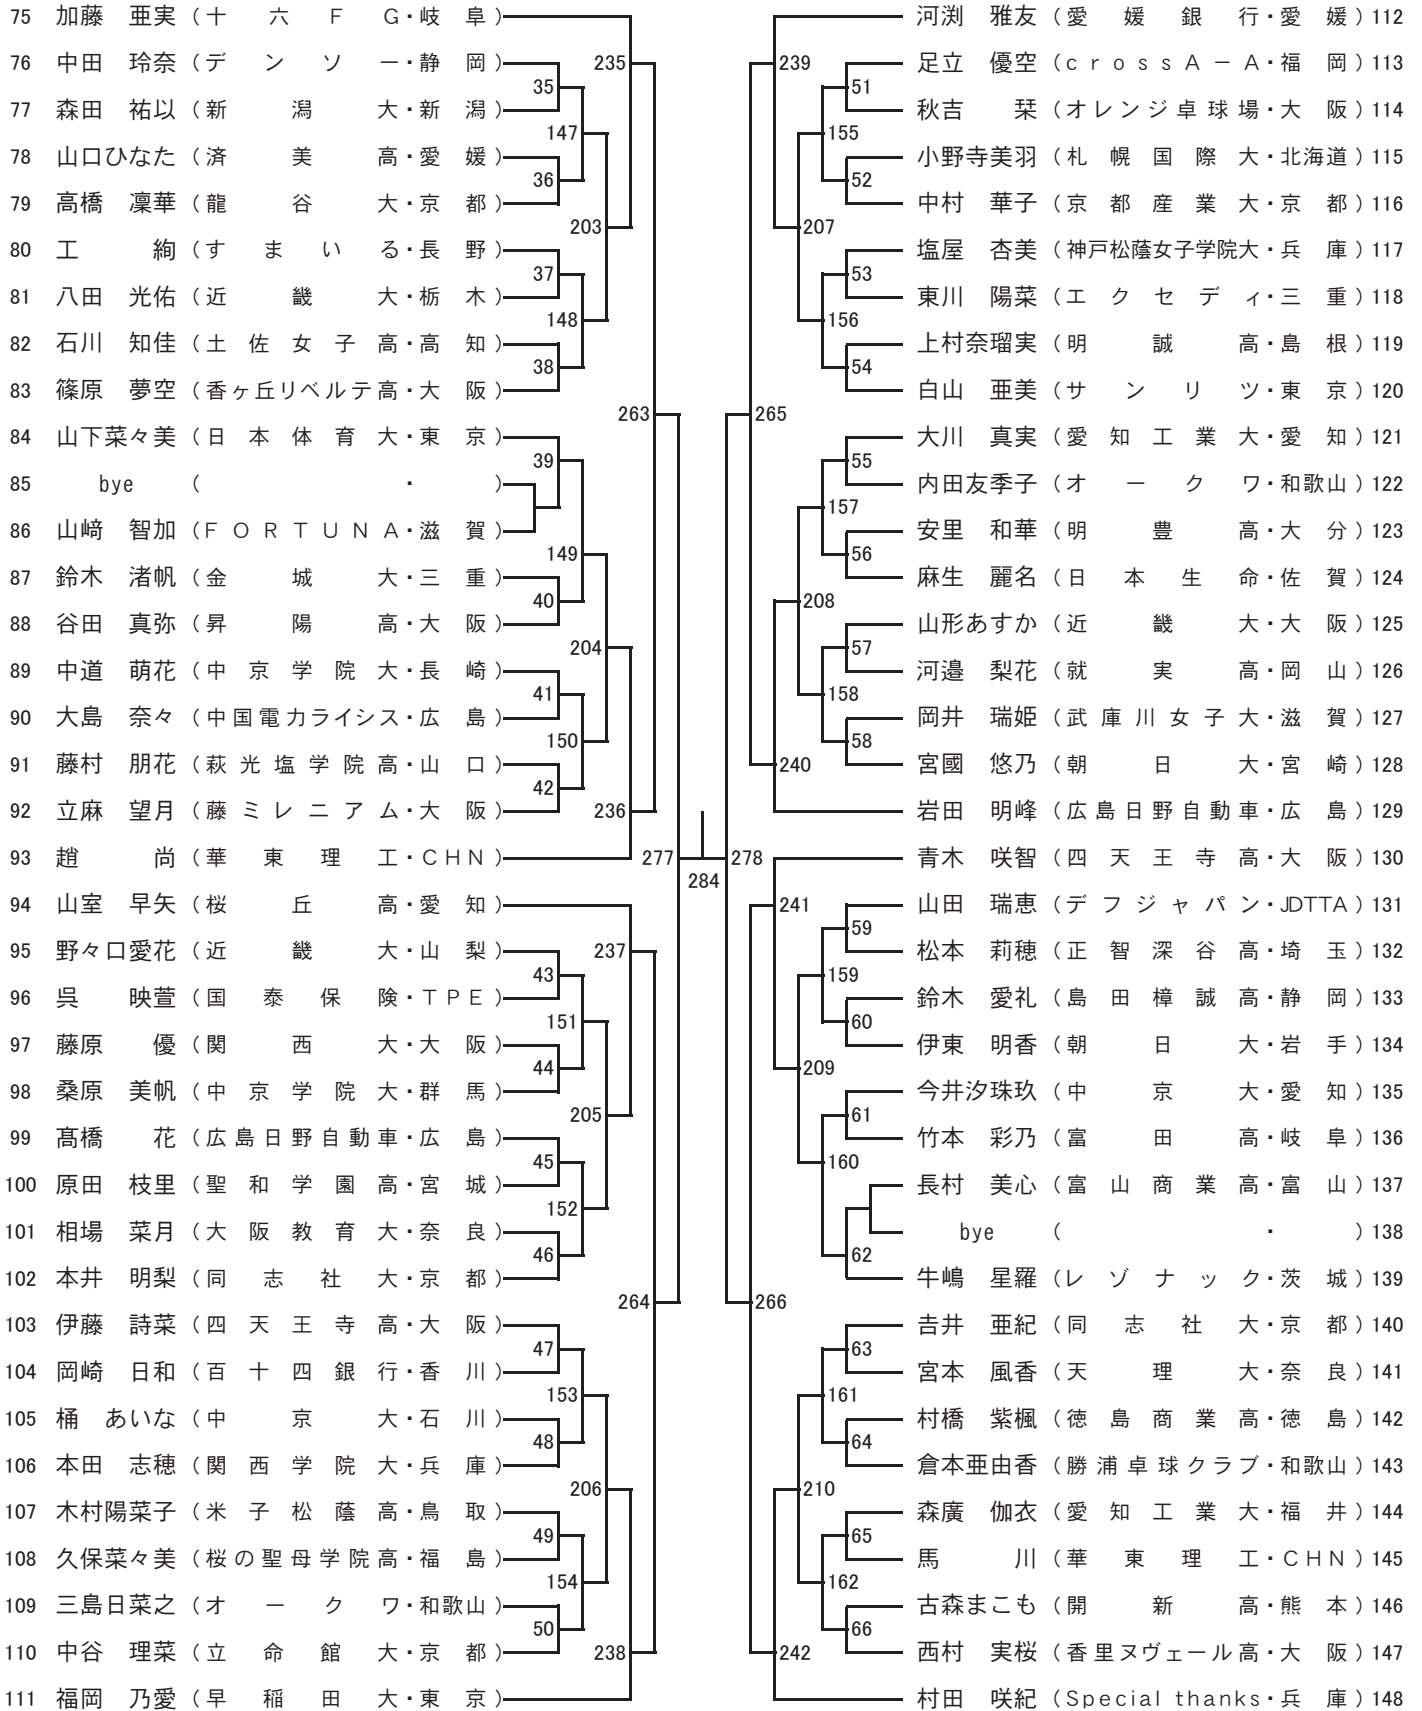 75 加藤 亜実 (十六FG・岐阜)
76 中田 玲奈 (デンソー・静岡)
77 森田 祐以 (新潟大・新潟)
78 山口ひなた (済美高・愛媛)
79 高橋 凜華 (龍谷大・京都)
80 工 絢 (すまいる・長野)
81 八田 光佑 (近畿大・栃木)
82 石川 知佳 (土佐女子高・高知)
83 篠原 夢空 (香ヶ丘リベルテ高・大阪)
84 山下菜々美 (日本体育大・東京)
85 bye ( ・ )
86 山﨑 智加 (FORTUNA・滋賀)
87 鈴木 渚帆 (金城大・三重)
88 谷田 真弥 (昇陽高・大阪)
89 中道 萌花 (中京学院大・長崎)
90 大島 奈々 (中国電力ライシス・広島)
91 藤村 朋花 (萩光塩学院高・山口)
92 立麻 望月 (藤ミレニアム・大阪)
93 趙 尚 (華東理工・CHN)
94 山室 早矢 (桜丘高・愛知)
95 野々口愛花 (近畿大・山梨)
96 呉 映萱 (国泰保険・TPE)
97 藤原 優 (関西大・大阪)
98 桑原 美帆 (中京学院大・群馬)
99 髙橋 花 (広島日野自動車・広島)
100 原田 枝里 (聖和学園高・宮城)
101 相場 菜月 (大阪教育大・奈良)
102 本井 明梨 (同志社大・京都)
103 伊藤 詩菜 (四天王寺高・大阪)
104 岡崎 日和 (百十四銀行・香川)
105 桶 あいな (中京大・石川)
106 本田 志穂 (関西学院大・兵庫)
107 木村陽菜子 (米子松蔭高・鳥取)
108 久保菜々美 (桜の聖母学院高・福島)
109 三島日菜之 (オークワ・和歌山)
110 中谷 理菜 (立命館大・京都)
111 福岡 乃愛 (早稲田大・東京)
35
36
37
38
39
40
41
42
43
44
45
46
47
48
49
50
147
148
149
150
151
152
153
154
203
204
205
206
235
236
237
238
263
264
277
284
278
265
266
239
240
241
242
207
208
209
210
155
156
157
158
159
160
161
162
51
52
53
54
55
56
57
58
59
60
61
62
63
64
65
66
河渕 雅友 (愛媛銀行・愛媛) 112
足立 優空 (crossA－A・福岡) 113
秋吉 栞 (オレンジ卓球場・大阪) 114
小野寺美羽 (札幌国際大・北海道) 115
中村 華子 (京都産業大・京都) 116
塩屋 杏美 (神戸松蔭女子学院大・兵庫) 117
東川 陽菜 (エクセディ・三重) 118
上村奈瑠実 (明誠高・島根) 119
白山 亜美 (サンリツ・東京) 120
大川 真実 (愛知工業大・愛知) 121
内田友季子 (オークワ・和歌山) 122
安里 和華 (明豊高・大分) 123
麻生 麗名 (日本生命・佐賀) 124
山形あすか (近畿大・大阪) 125
河邉 梨花 (就実高・岡山) 126
岡井 瑞姫 (武庫川女子大・滋賀) 127
宮國 悠乃 (朝日大・宮崎) 128
岩田 明峰 (広島日野自動車・広島) 129
青木 咲智 (四天王寺高・大阪) 130
山田 瑞恵 (デフジャパン・JDTTA) 131
松本 莉穂 (正智深谷高・埼玉) 132
鈴木 愛礼 (島田樟誠高・静岡) 133
伊東 明香 (朝日大・岩手) 134
今井汐珠玖 (中京大・愛知) 135
竹本 彩乃 (富田高・岐阜) 136
長村 美心 (富山商業高・富山) 137
bye ( ・ ) 138
牛嶋 星羅 (レゾナック・茨城) 139
𠮷井 亜紀 (同志社大・京都) 140
宮本 風香 (天理大・奈良) 141
村橋 紫楓 (徳島商業高・徳島) 142
倉本亜由香 (勝浦卓球クラブ・和歌山) 143
森廣 伽衣 (愛知工業大・福井) 144
馬 川 (華東理工・CHN) 145
古森まこも (開新高・熊本) 146
西村 実桜 (香里ヌヴェール高・大阪) 147
村田 咲紀 (Special thanks・兵庫) 148